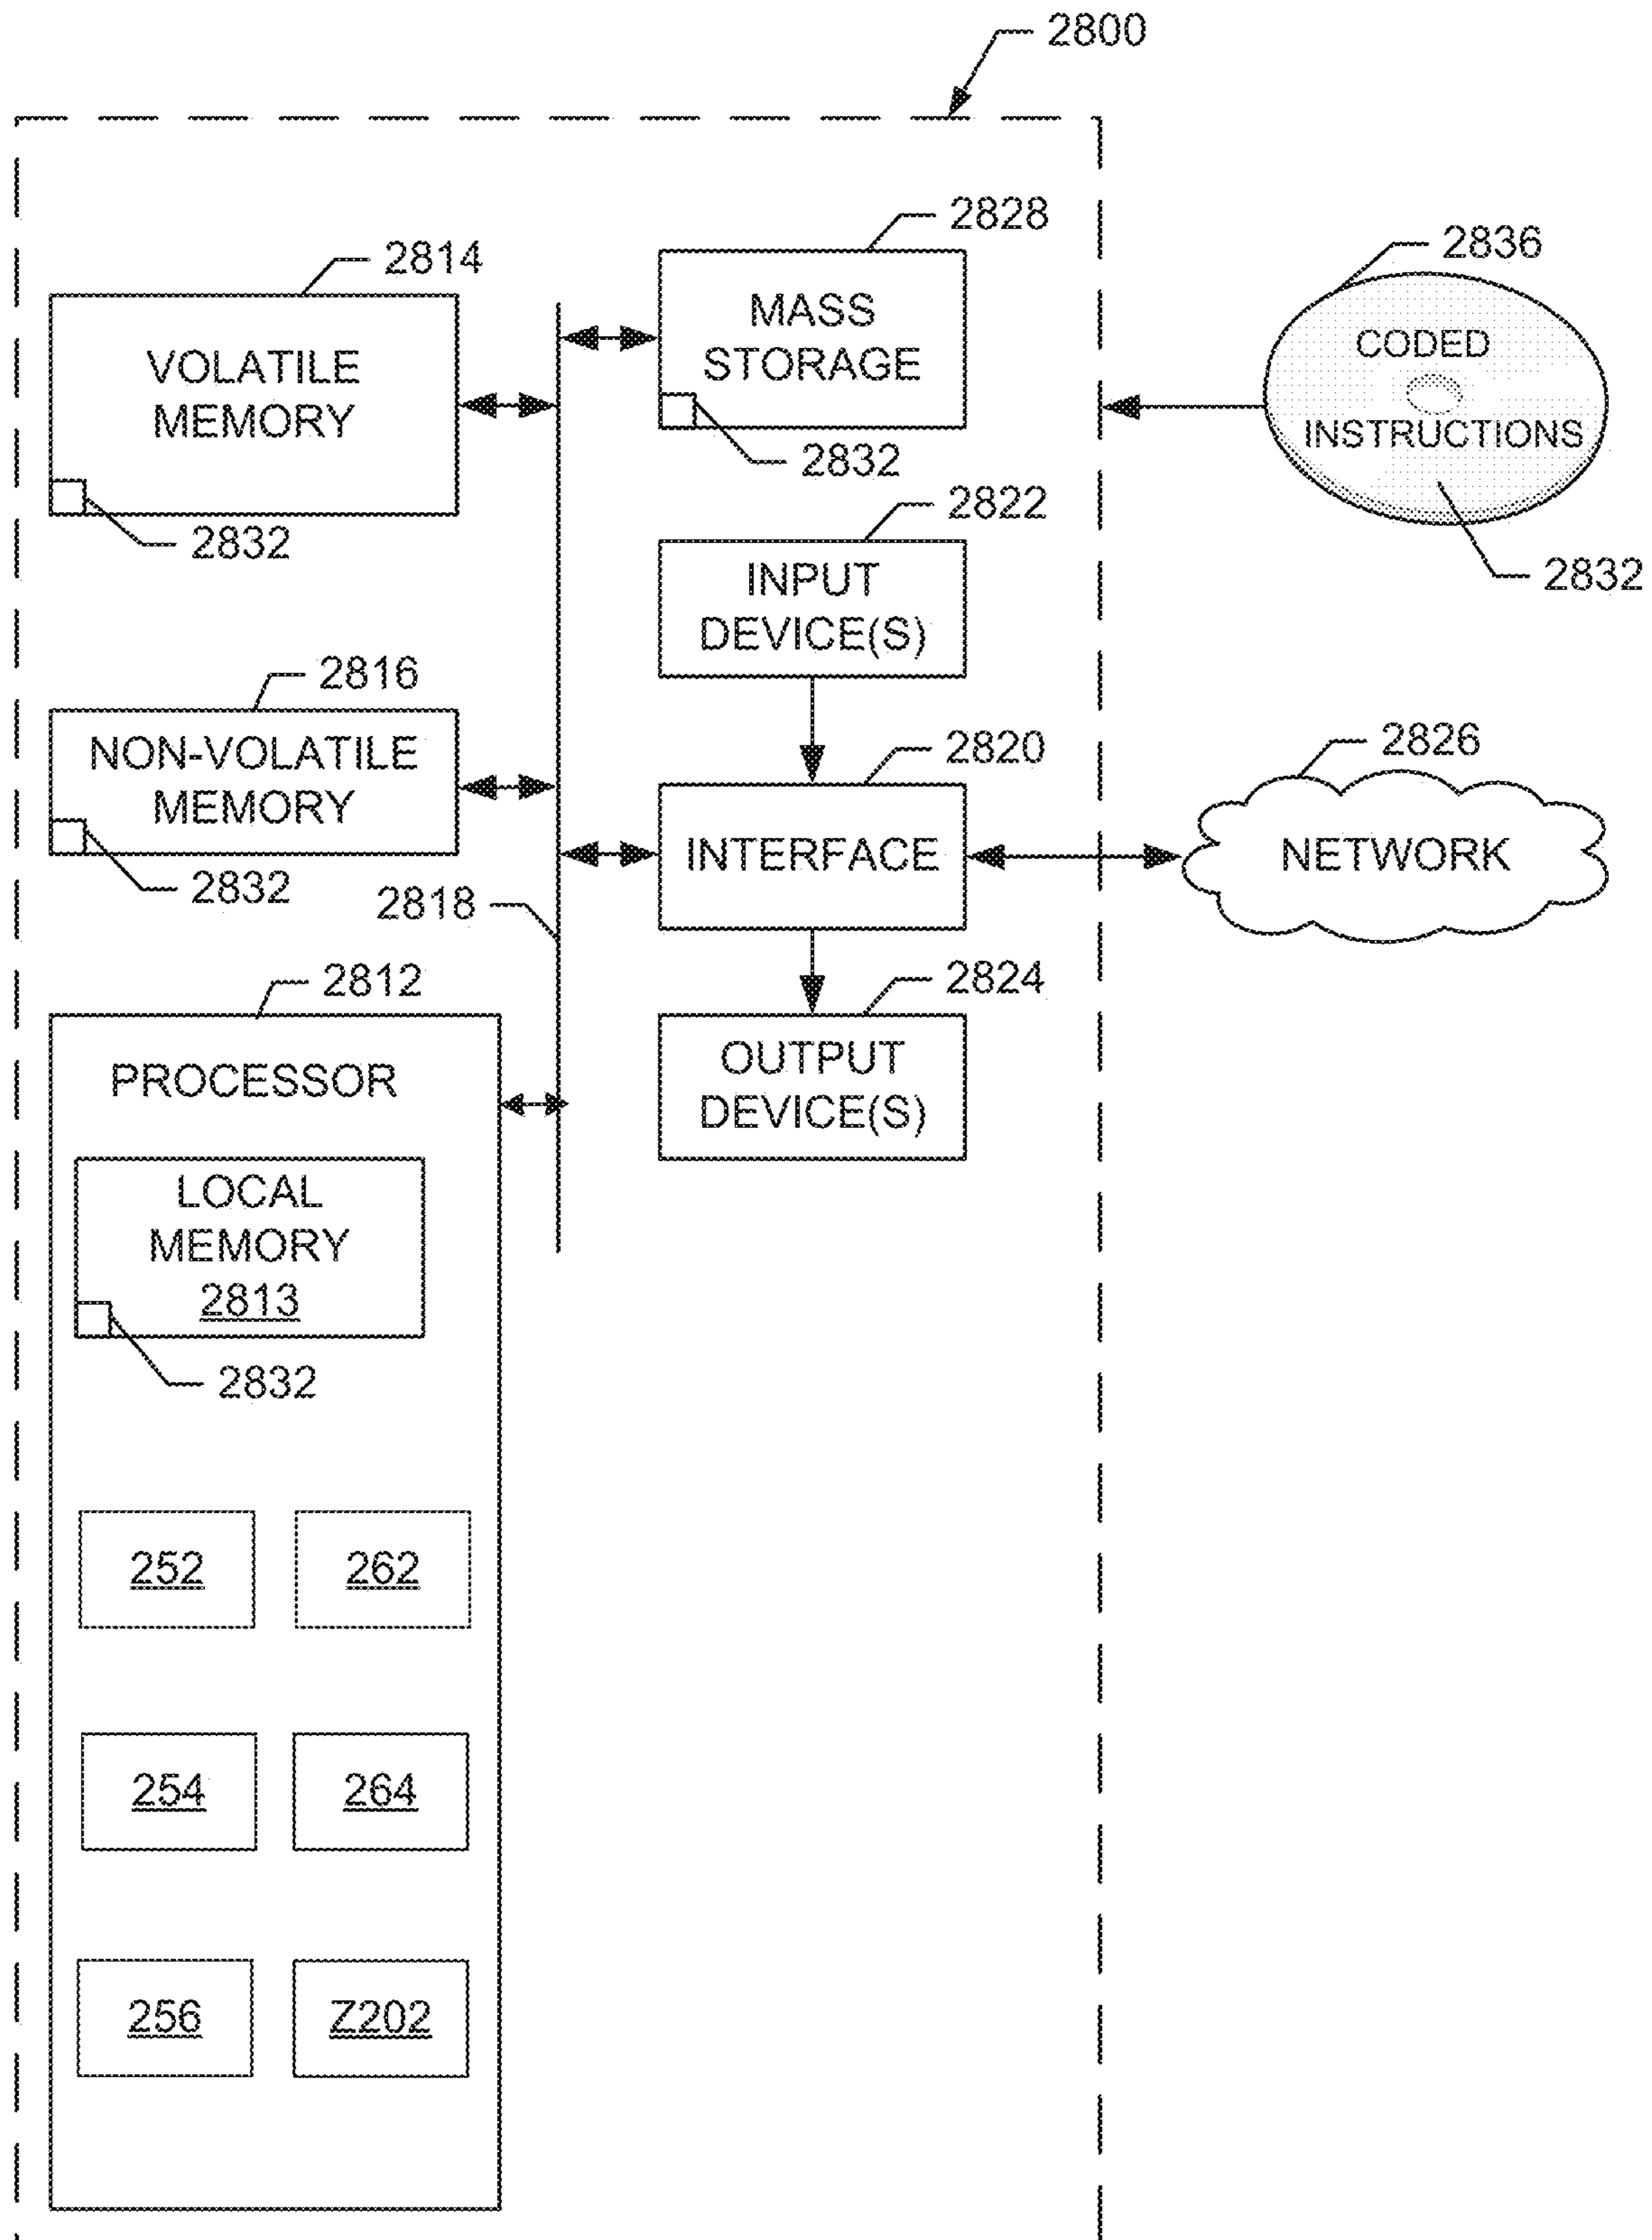 2800
2828
2814
2836
MASS
STORAGE
VOLATILE
MEMORY
CODED
INSTRUCTIONS
2832
2832
2822
2832
INPUT
DEVICE(S)
2816
2820
2826
NON-VOLATILE
MEMORY
INTERFACE
NETWORK
2832
2818
2812
2824
PROCESSOR
OUTPUT
DEVICE(S)
LOCAL
MEMORY
2813
2832
252
262
254
264
256
Z202